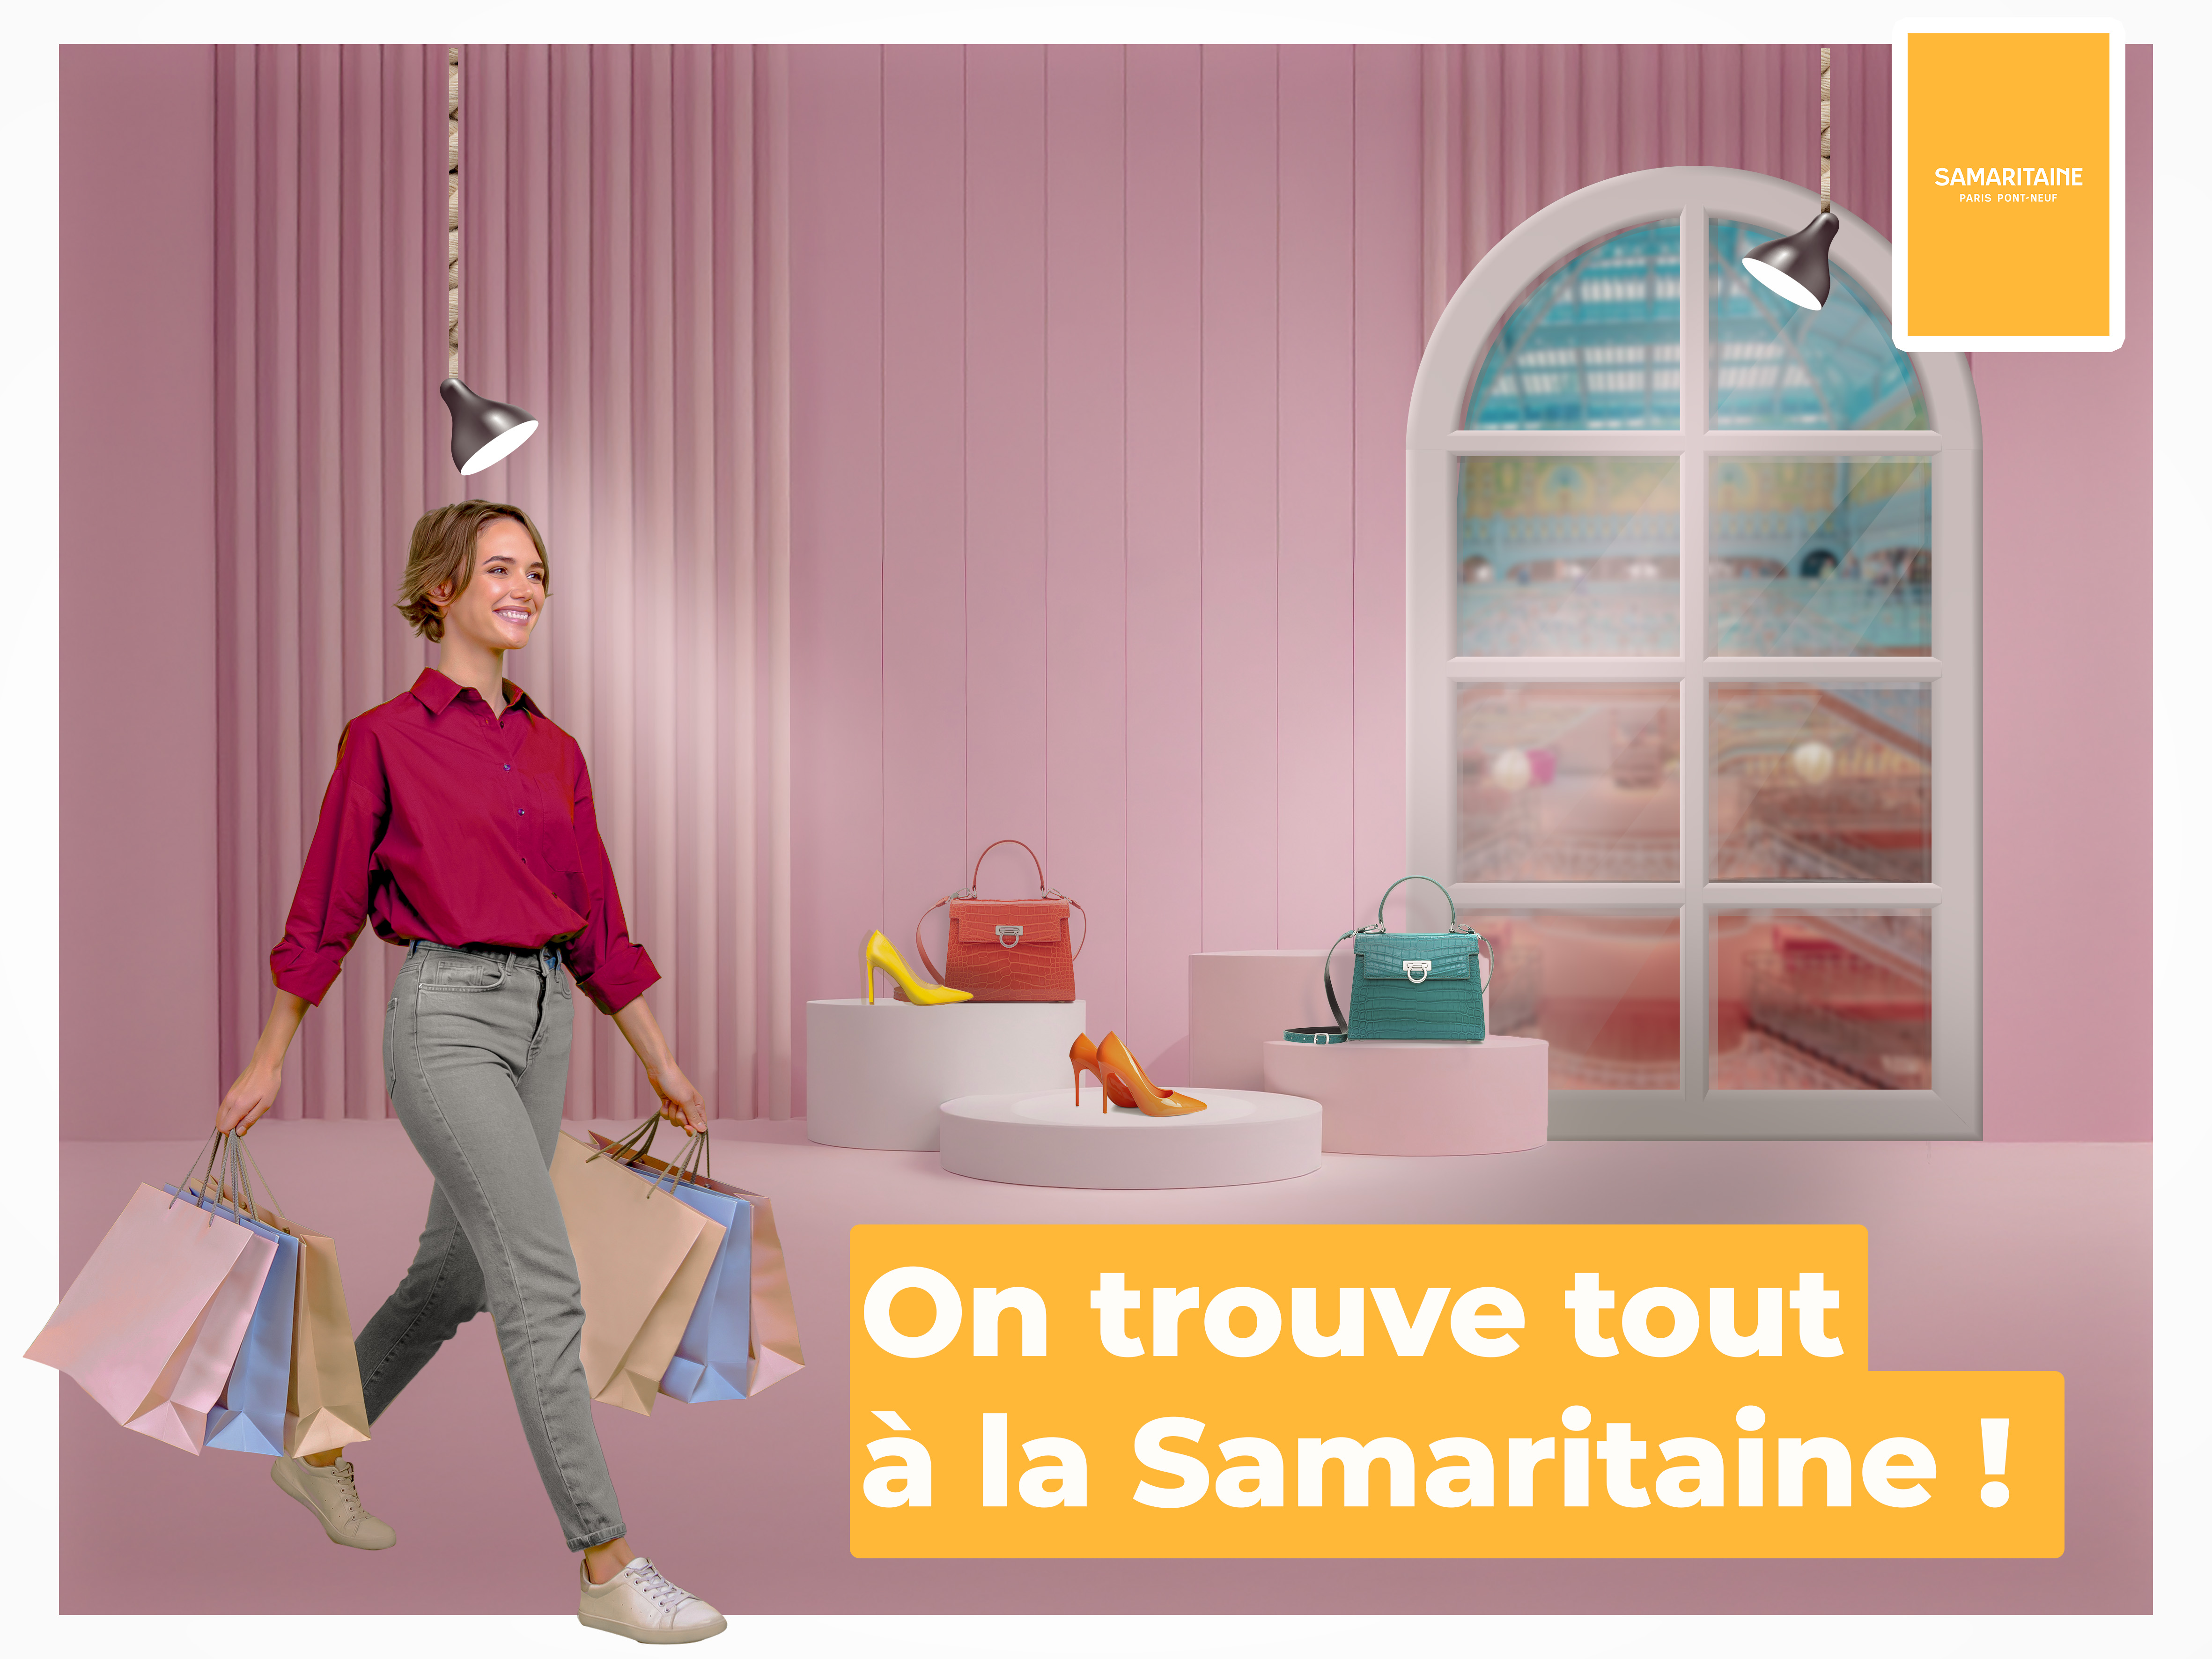 SAMARITAINE
PARIS PONT-NEUF
On trouve tout
à la Samaritaine !